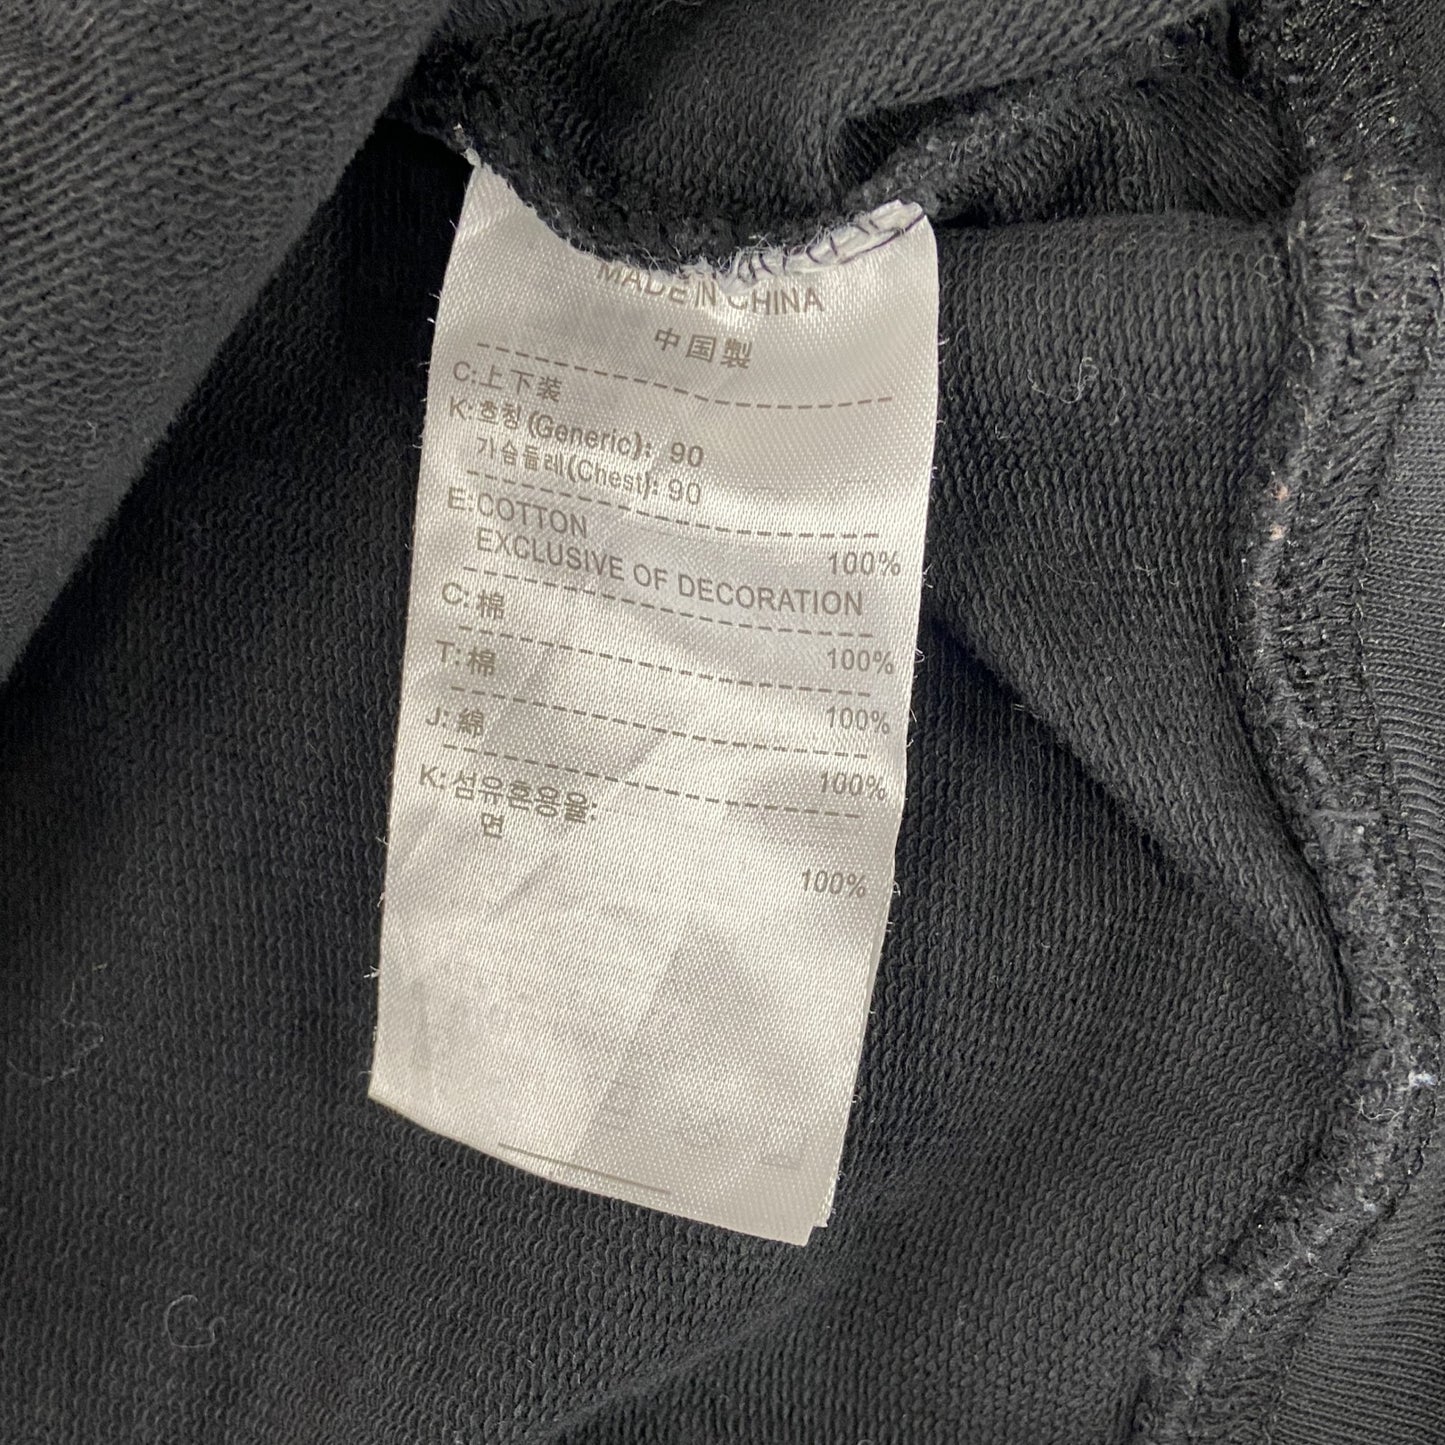 MADE IN CHINA
中国製
C:上下装
K:호칭(Generic): 90
가슴둘레(Chest): 90
E:COTTON 100%
EXCLUSIVE OF DECORATION
C:棉 100%
T:棉 100%
J:綿 100%
K:섬유혼용율:
면 100%